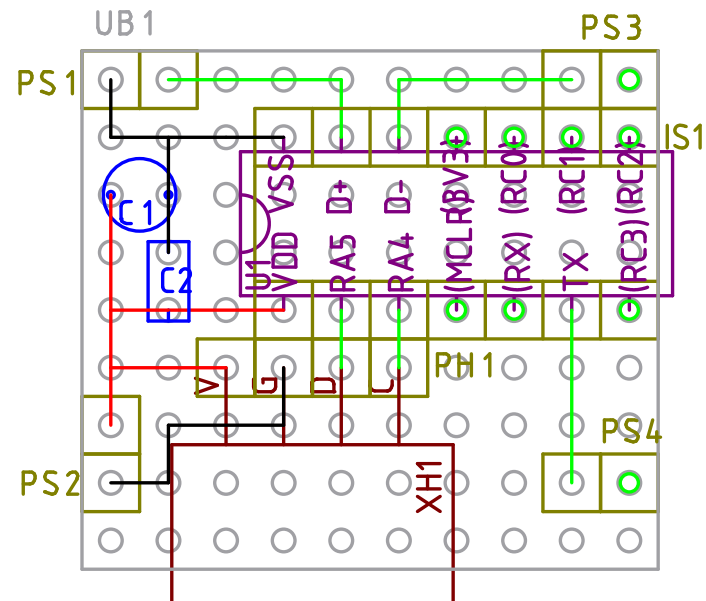 UB1
PS3
PS1
IS1
VSS
D+
D-
(MCLR)
BV3+
(RC0)
(RC1)
(RC2)
C1
U1
VDD
RA5
RA4
(RX)
TX
(RC3)
C2
V
G
D
C
PH1
PS2
XH1
PS4